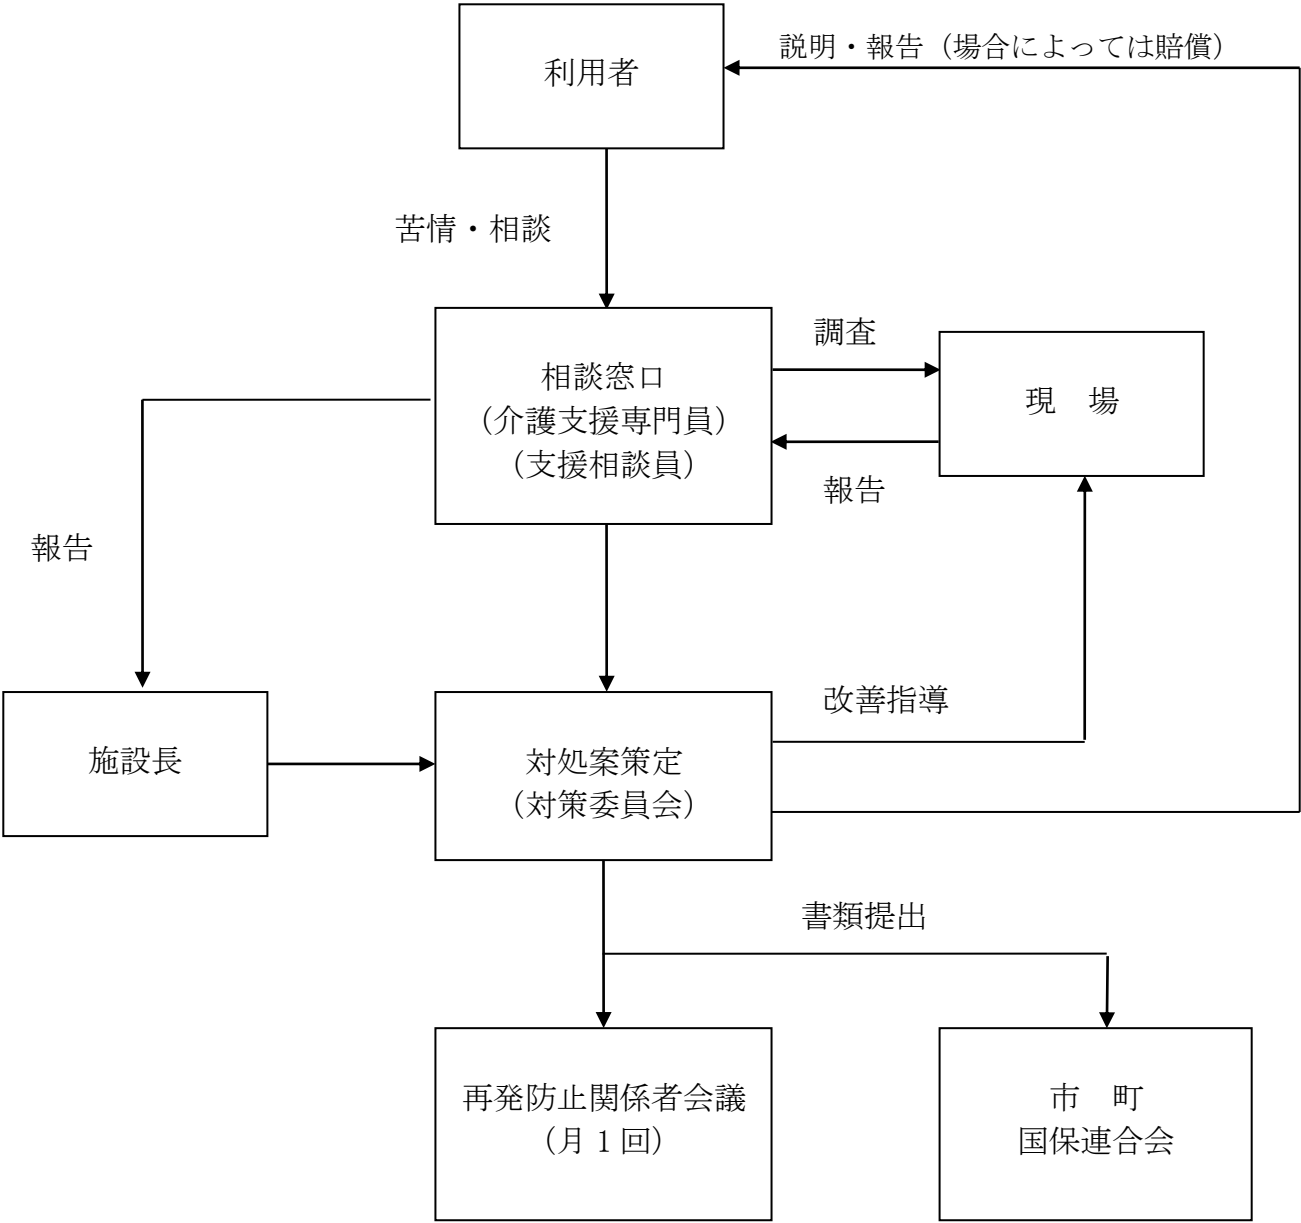 説明・報告（場合によっては賠償）
利用者
苦情・相談
調査
相談窓口
（介護支援専門員）
（支援相談員）
現　場
報告
報告
改善指導
施設長
対処案策定
（対策委員会）
書類提出
再発防止関係者会議
（月１回）
市　町
国保連合会